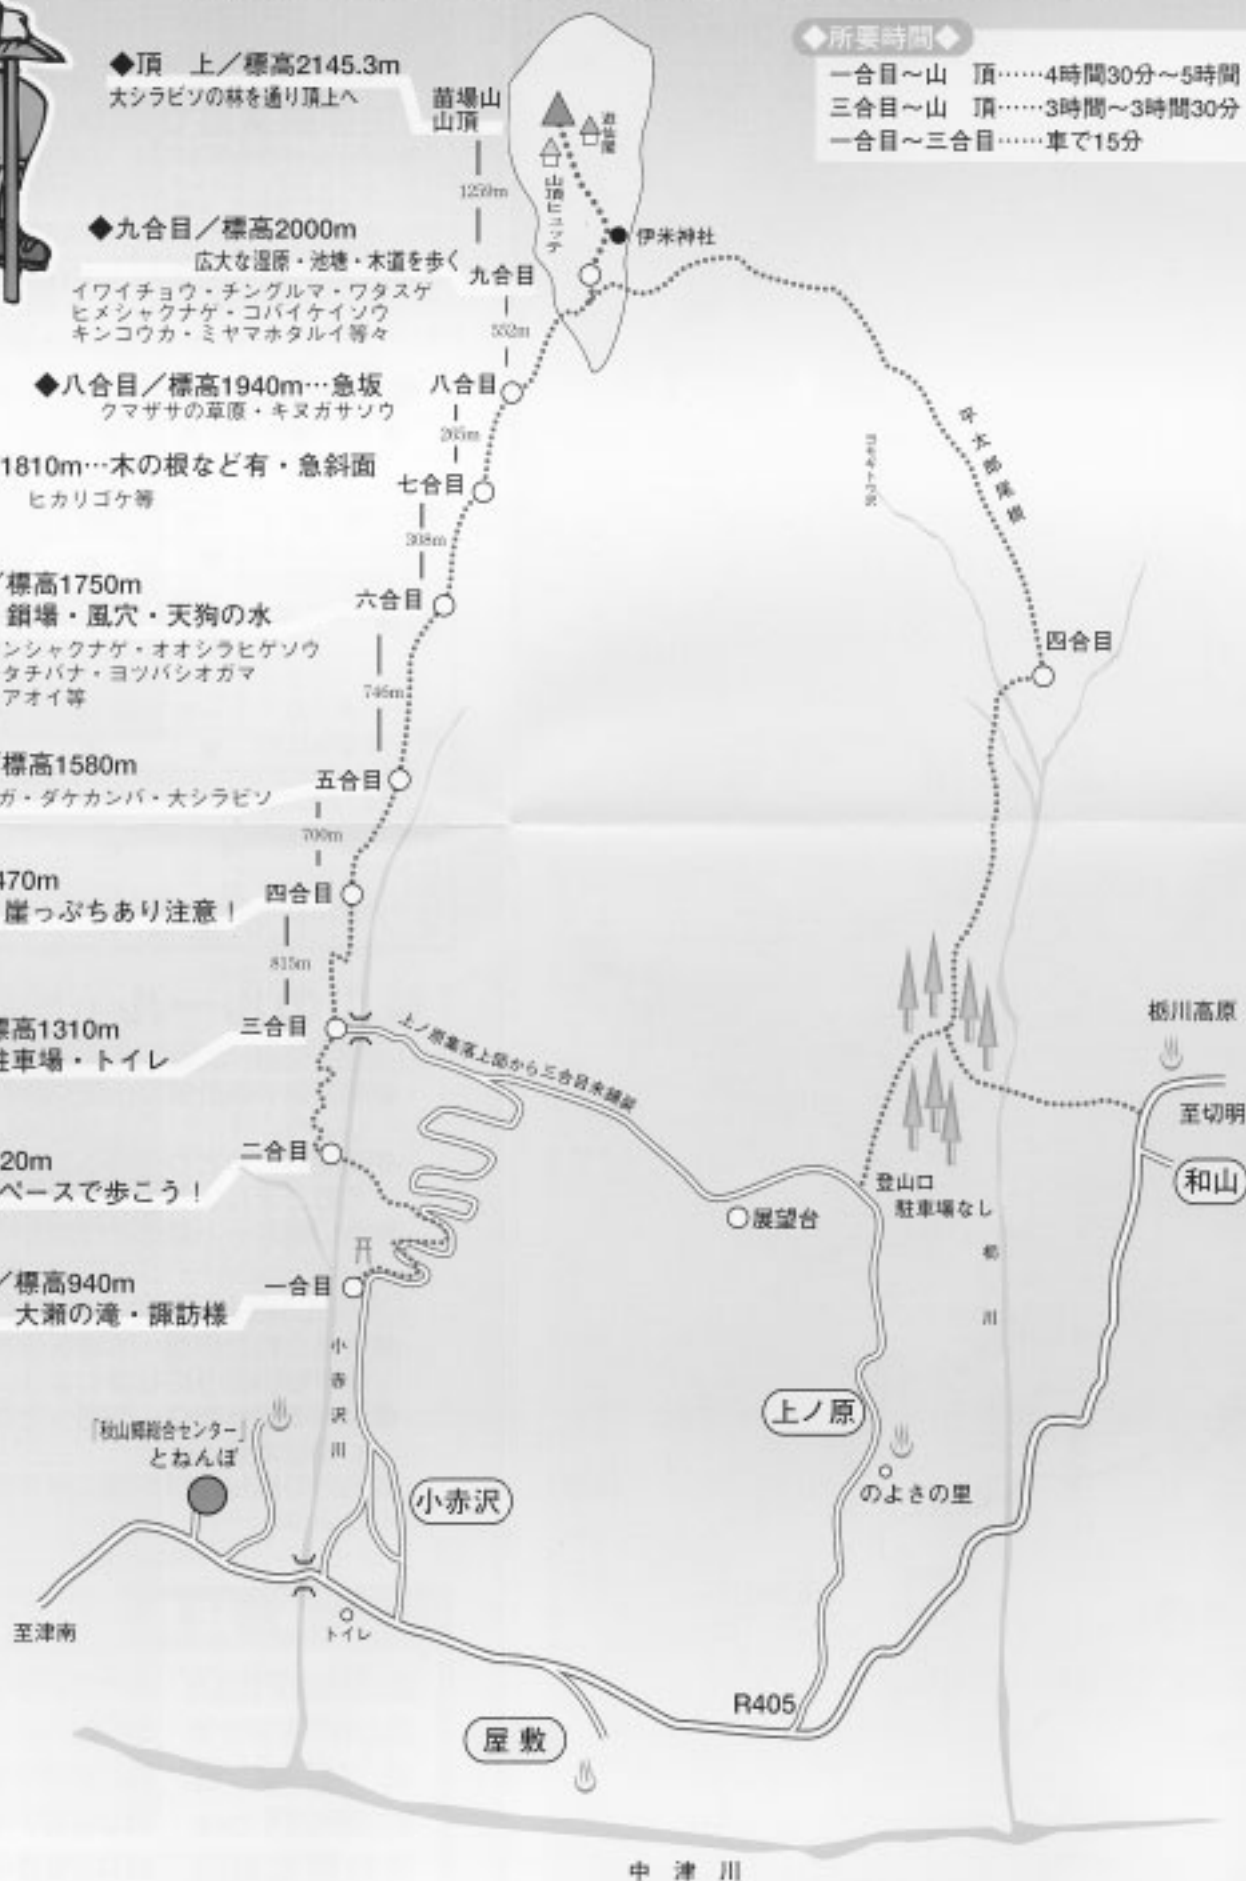 ◆頂　上／標高2145.3m
大シラビソの林を通り頂上へ
◆所要時間◆
一合目～山　頂……4時間30分～5時間
三合目～山　頂……3時間～3時間30分
一合目～三合目……車で15分
苗場山
山頂
1259m
遊仙閣
山頂ヒュッテ
伊米神社
◆九合目／標高2000m
広大な湿原・池塘・木道を歩く
イワイチョウ・チングルマ・ワタスゲ
ヒメシャクナゲ・コバイケイソウ
キンコウカ・ミヤマホタルイ等々
九合目
552m
◆八合目／標高1940m…急坂
クマザサの草原・キヌガサソウ
八合目
265m
平太郎尾根
1810m…木の根など有・急斜面
ヒカリゴケ等
七合目
308m
／標高1750m
鎖場・風穴・天狗の水
ンシャクナゲ・オオシラヒゲソウ
タチバナ・ヨツバシオガマ
アオイ等
六合目
746m
四合目
標高1580m
ガ・ダケカンバ・大シラビソ
五合目
700m
470m
崖っぷちあり注意！
四合目
815m
標高1310m
駐車場・トイレ
三合目
上ノ原集落上部から三合目未舗装
栃川高原
至切明
和山
20m
ペースで歩こう！
二合目
登山口
駐車場なし
展望台
栃川
／標高940m
大瀬の滝・諏訪様
一合目
小赤沢川
上ノ原
のよさの里
「秋山郷総合センター」
とねんぼ
小赤沢
至津南
トイレ
R405
屋敷
中津川